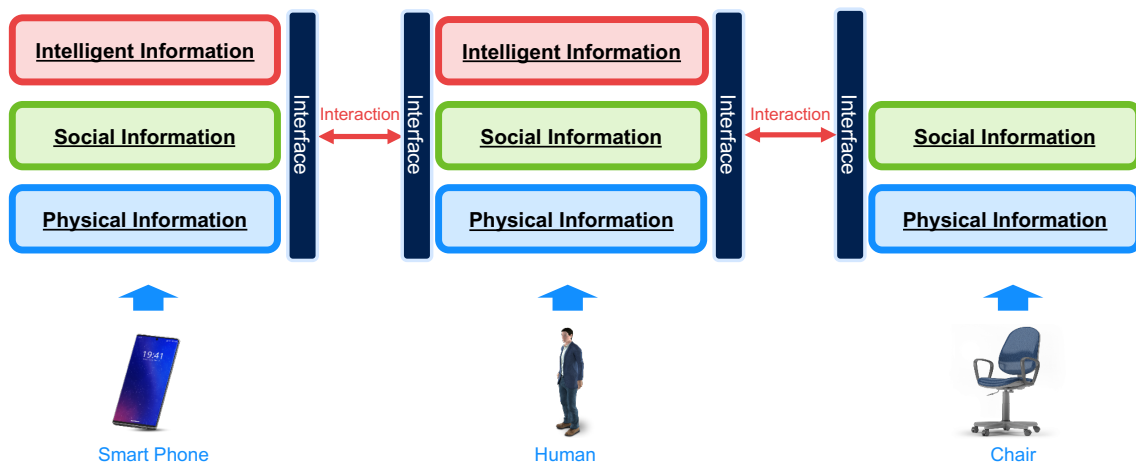 Intelligent Information
Social Information
Physical Information
Interface
Interaction
Interface
Intelligent Information
Social Information
Physical Information
Interface
Interaction
Interface
Social Information
Physical Information
19:41
Smart Phone
Human
Chair